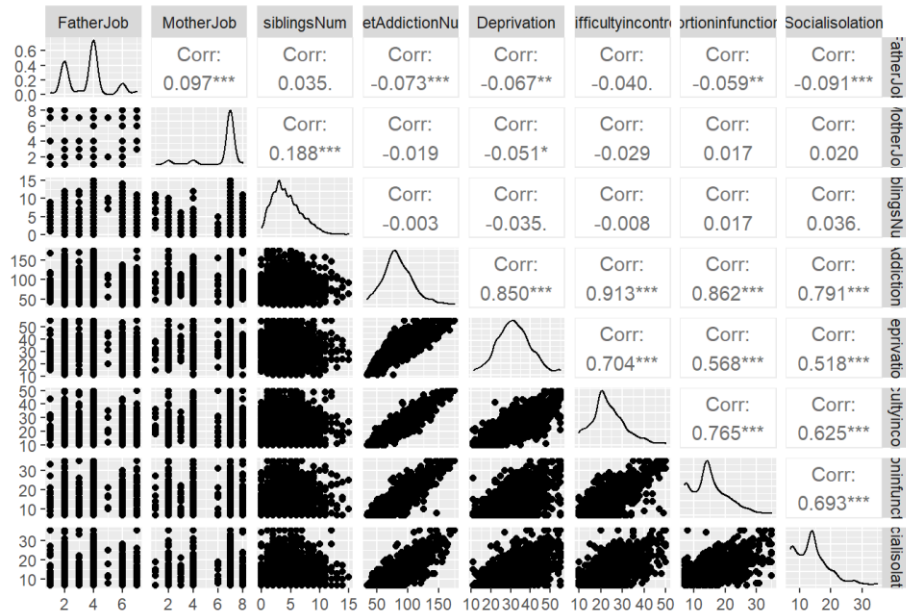 FatherJob MotherJob siblingsNum etAddictionNu Deprivation ifficultyincontro ortioninfunction Socialisolation
0.6
0.4
0.2
0.0
Corr:
0.097***
Corr:
0.035.
Corr:
-0.073***
Corr:
-0.067**
Corr:
-0.040.
Corr:
-0.059**
Corr:
-0.091***
FatherJol
8
6
4
2
Corr:
0.188***
Corr:
-0.019
Corr:
-0.051*
Corr:
-0.029
Corr:
0.017
Corr:
0.020
MotherJo
15
10
5
0
Corr:
-0.003
Corr:
-0.035.
Corr:
-0.008
Corr:
0.017
Corr:
0.036.
blingsNu
150
100
50
Corr:
0.850***
Corr:
0.913***
Corr:
0.862***
Corr:
0.791***
ddiction
50
40
30
20
10
Corr:
0.704***
Corr:
0.568***
Corr:
0.518***
eprivatio
50
40
30
20
10
Corr:
0.765***
Corr:
0.625***
cultyinco
30
20
10
Corr:
0.693***
oninfunct
30
20
10
cialisolat
2 4 6 2 4 6 8 0 5 10 15 50 100 150 10 20 30 40 50 10 20 30 40 50 10 20 30 10 20 30